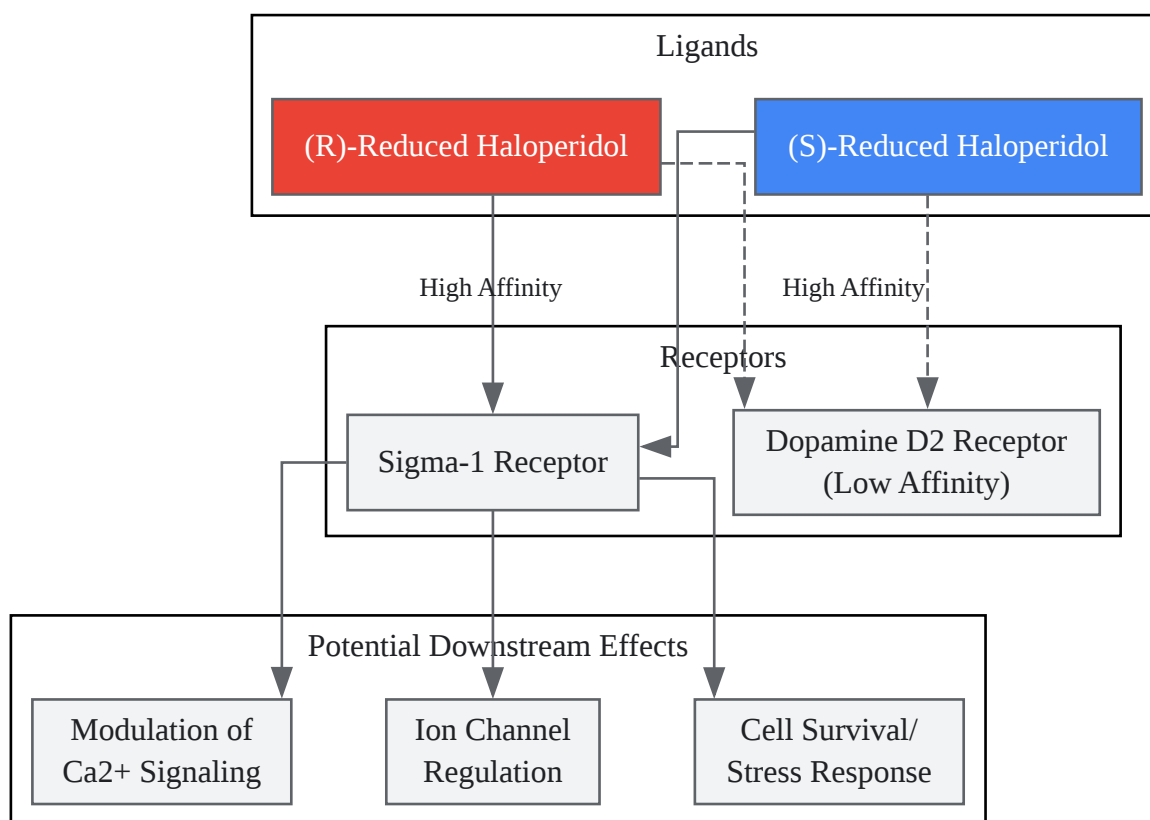 Ligands
(R)-Reduced Haloperidol
(S)-Reduced Haloperidol
High Affinity
High Affinity
Receptors
Sigma-1 Receptor
Dopamine D2 Receptor
(Low Affinity)
Potential Downstream Effects
Modulation of
Ca2+ Signaling
Ion Channel
Regulation
Cell Survival/
Stress Response